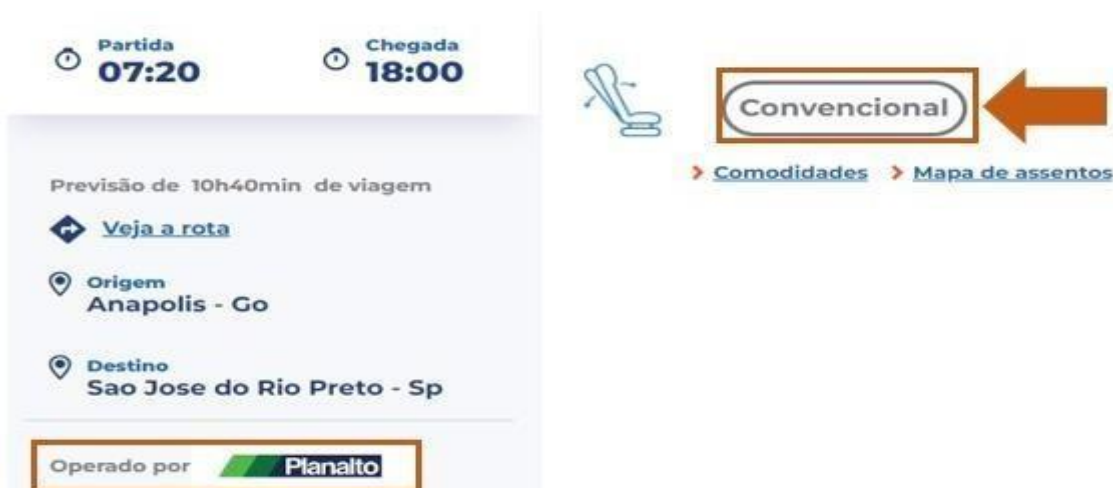 Partida
07:20
Chegada
18:00
Previsão de 10h40min de viagem
Veja a rota
Origem
Anapolis - Go
Destino
Sao Jose do Rio Preto - Sp
Operado por Planalto
Convencional
Comodidades Mapa de assentos